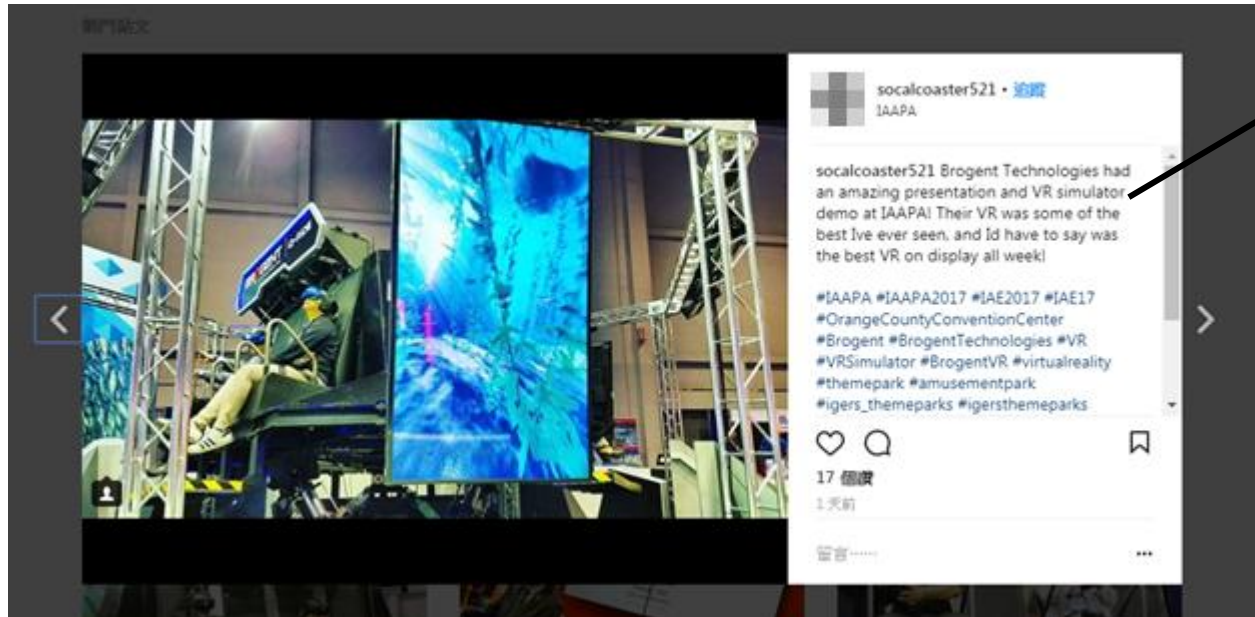 熱門貼文
socalcoaster521 • 追蹤
IAAPA
socalcoaster521 Brogent Technologies had
an amazing presentation and VR simulator
demo at IAAPA! Their VR was some of the
best Ive ever seen, and Id have to say was
the best VR on display all week!
#IAAPA #IAAPA2017 #IAE2017 #IAE17
#OrangeCountyConventionCenter
#Brogent #BrogentTechnologies #VR
#VRSimulator #BrogentVR #virtualreality
#themepark #amusementpark
#igers_themeparks #igersthemeparks
17 個讚
1 天前
留言……